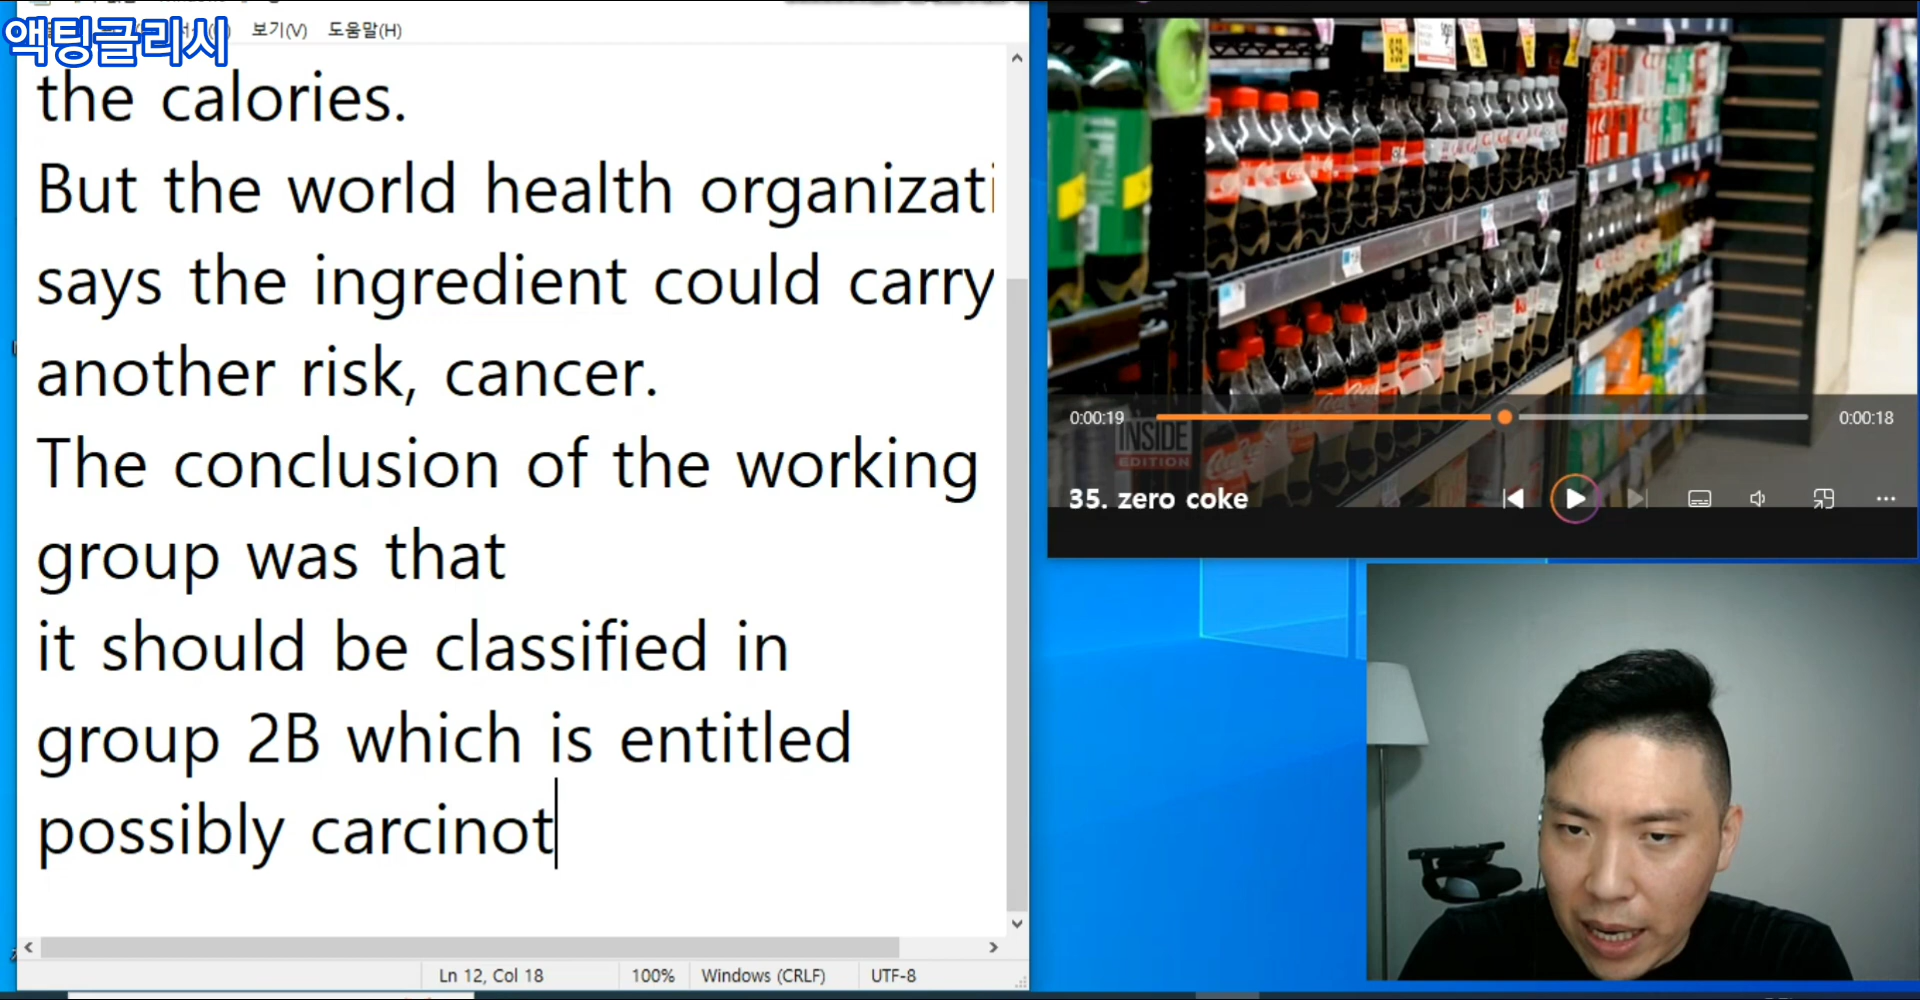 액팅글리시
보기(V) 도움말(H)
the calories.
But the world health organizati
says the ingredient could carry
another risk, cancer.
The conclusion of the working
group was that
it should be classified in
group 2B which is entitled
possibly carcinot
Ln 12, Col 18 100% Windows (CRLF) UTF-8
0:00:19 0:00:18
INSIDE
EDITION
35. zero coke